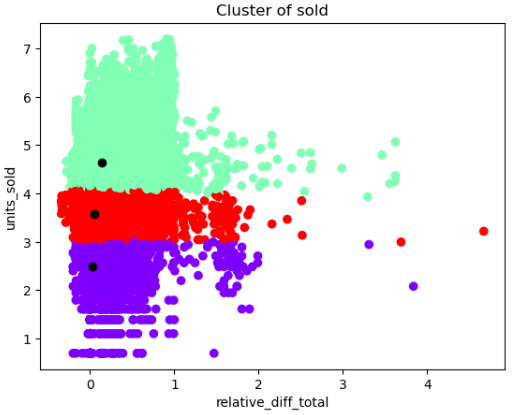 Cluster of sold
units_sold
7
6
5
4
3
2
1
0 1 2 3 4
relative_diff_total